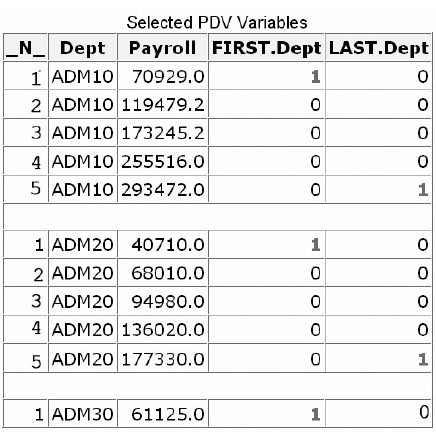 Selected PDV Variables
_N_ Dept Payroll FIRST.Dept LAST.Dept
1 ADM10 70929.0 1 0
2 ADM10 119479.2 0 0
3 ADM10 173245.2 0 0
4 ADM10 255516.0 0 0
5 ADM10 293472.0 0 1
1 ADM20 40710.0 1 0
2 ADM20 68010.0 0 0
3 ADM20 94980.0 0 0
4 ADM20 136020.0 0 0
5 ADM20 177330.0 0 1
1 ADM30 61125.0 1 0